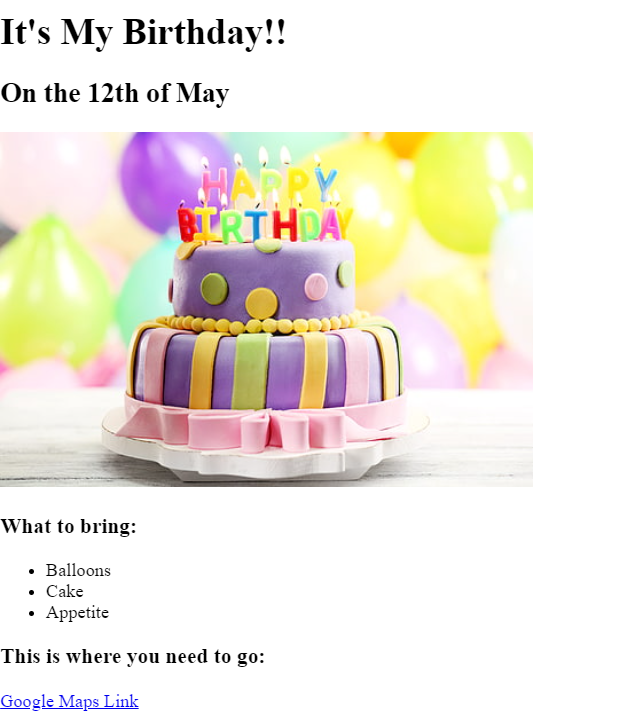 It's My Birthday!!
On the 12th of May
HAPPY
BIRTHDAY
What to bring:
Balloons
Cake
Appetite
This is where you need to go:
Google Maps Link